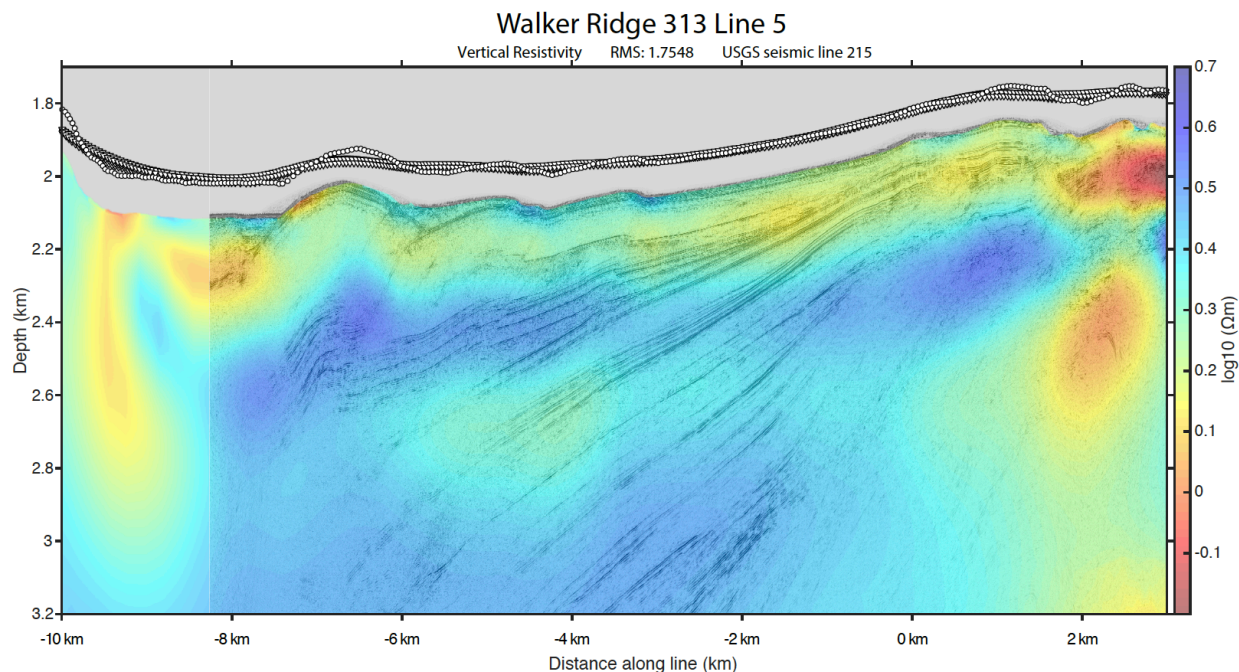 Walker Ridge 313 Line 5
Vertical Resistivity RMS: 1.7548 USGS seismic line 215
Depth (km)
1.8
2
2.2
2.4
2.6
2.8
3
3.2
-10 km
-8 km
-6 km
-4 km
-2 km
0 km
2 km
Distance along line (km)
0.7
0.6
0.5
0.4
0.3
0.2
0.1
0
-0.1
log10 (Ωm)